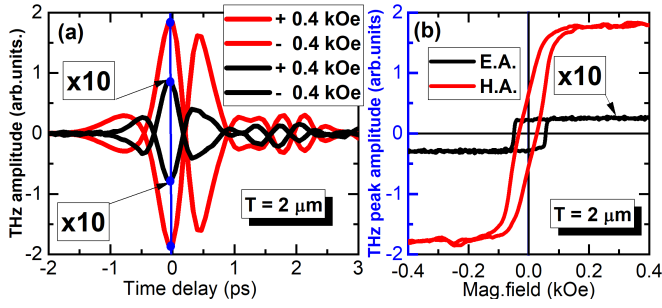 (a)
+ 0.4 kOe
- 0.4 kOe
+ 0.4 kOe
- 0.4 kOe
x10
x10
T = 2 μm
THz amplitude (arb.units.)
2
1
0
-1
-2
-2 -1 0 1 2 3
Time delay (ps)
(b)
E.A.
H.A.
x10
T = 2 μm
THz peak amplitude (arb.units)
2
1
0
-1
-2
-0.4 -0.2 0.0 0.2 0.4
Mag.field (kOe)